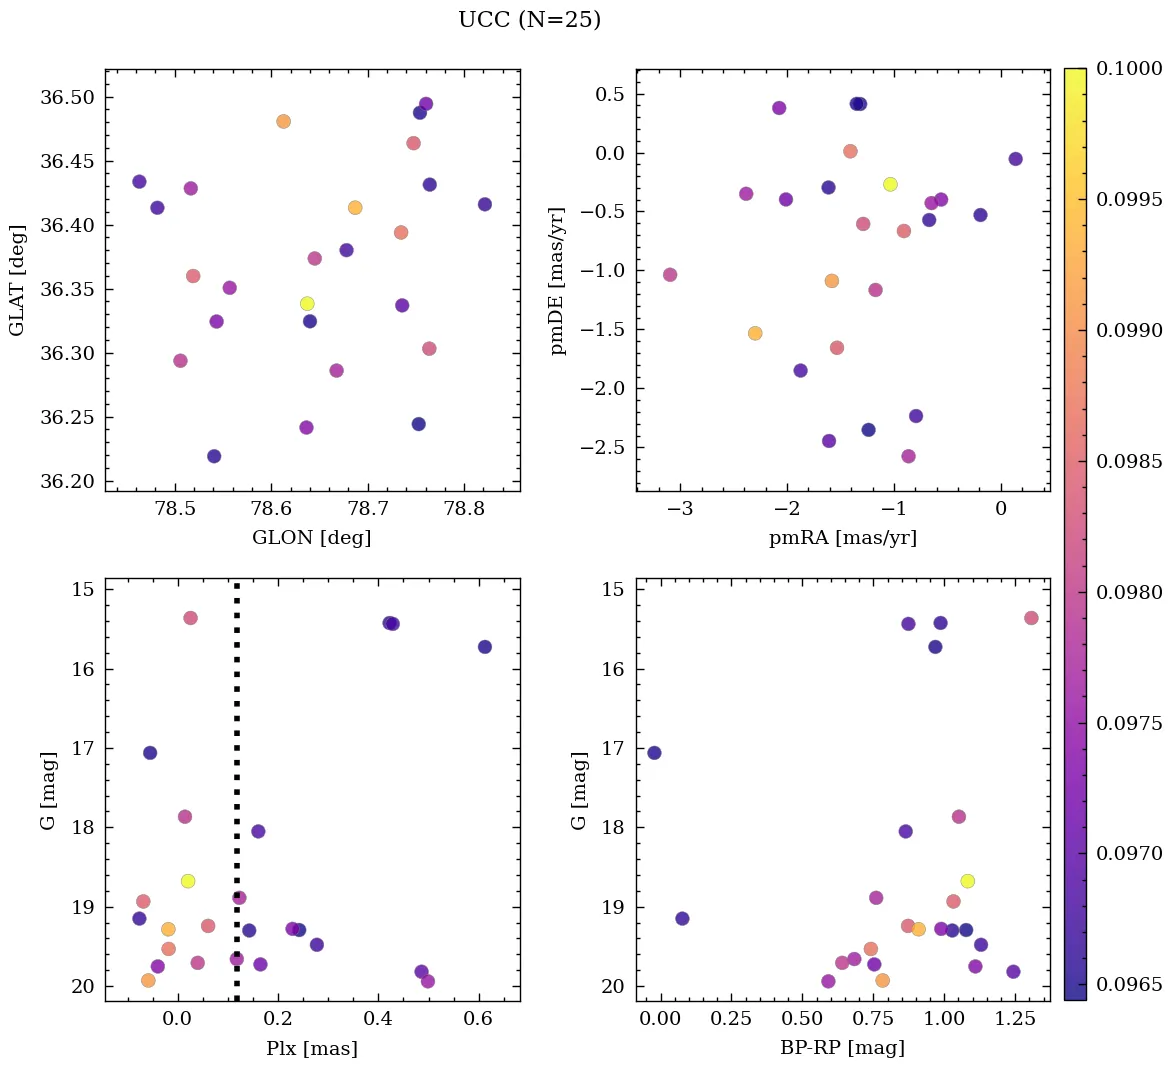 UCC (N=25)
36.50
36.45
36.40
36.35
36.30
36.25
36.20
GLAT [deg]
78.5 78.6 78.7 78.8
GLON [deg]
0.5
0.0
−0.5
−1.0
−1.5
−2.0
−2.5
pmDE [mas/yr]
−3 −2 −1 0
pmRA [mas/yr]
15
16
17
18
19
20
G [mag]
0.0 0.2 0.4 0.6
Plx [mas]
15
16
17
18
19
20
G [mag]
0.00 0.25 0.50 0.75 1.00 1.25
BP-RP [mag]
0.1000
0.0995
0.0990
0.0985
0.0980
0.0975
0.0970
0.0965